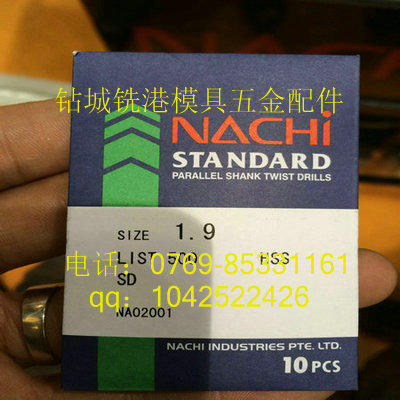 钻城铣港模具五金配件
NACHi
STANDARD
PARALLEL SHANK TWIST DRILLS
SIZE 1.9
LIST 500 HSS
SD
电话：0769-85331161
qq：1042522426
NA02001
NACHI INDUSTRIES PTE. LTD.
10 PCS